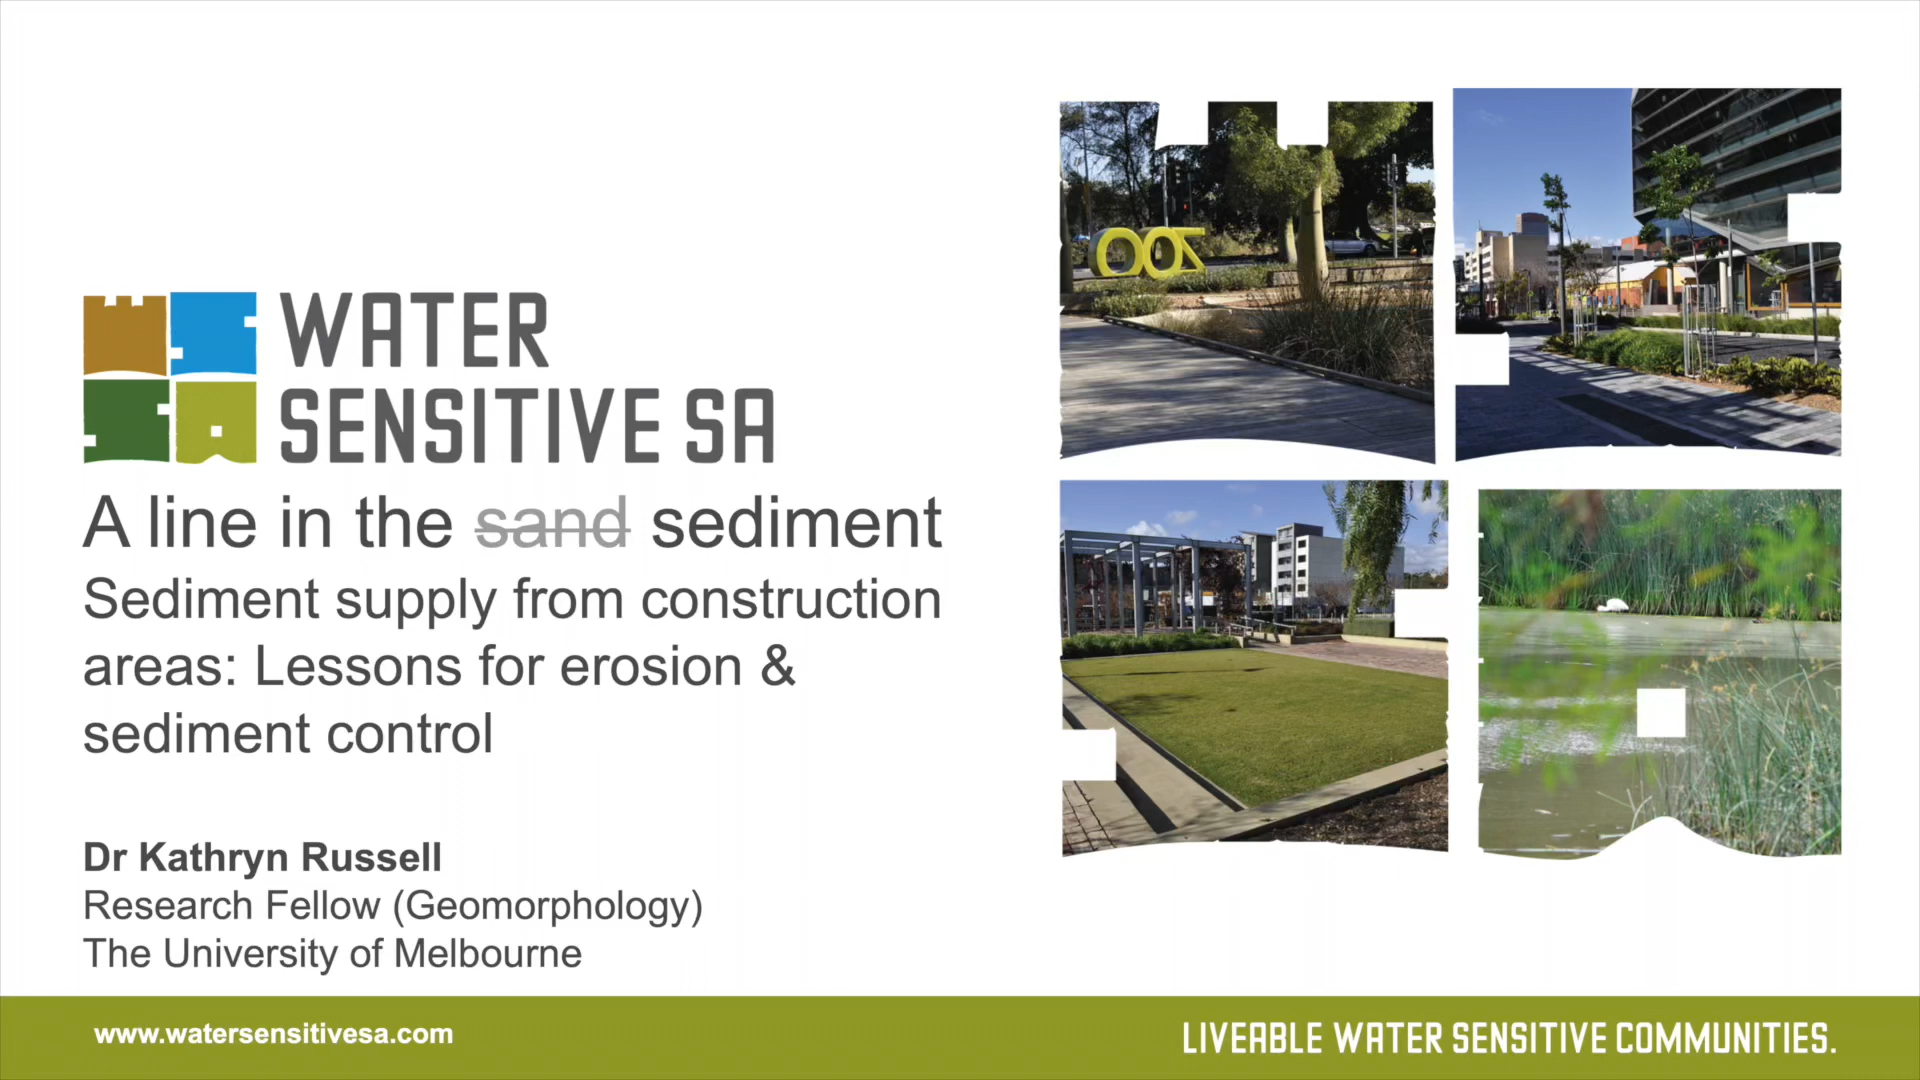 WATER
SENSITIVE SA
A line in the sand sediment
Sediment supply from construction
areas: Lessons for erosion &
sediment control
Dr Kathryn Russell
Research Fellow (Geomorphology)
The University of Melbourne
ZOO
www.watersensitivesa.com
LIVEABLE WATER SENSITIVE COMMUNITIES.